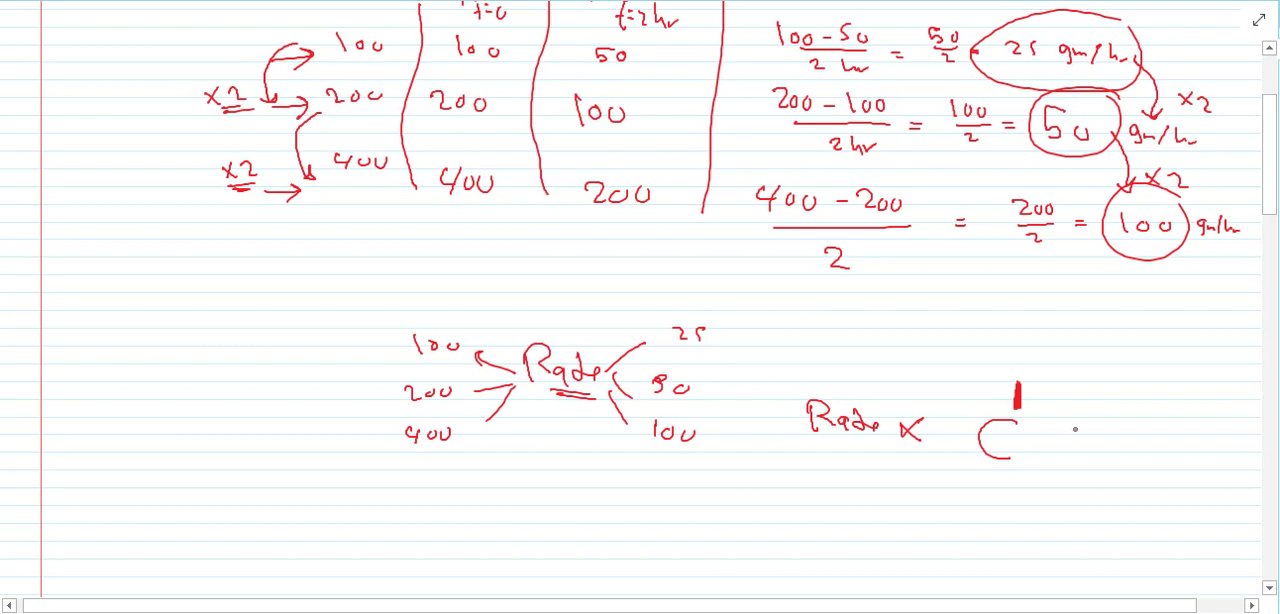 t=0 t=2hr
100 100 50 100-50/2 hr = 50/2 = 25 gm/hr
x2 200 200 100 200-100/2hr = 100/2 = 50 gm/hr x2
x2 400 400 200 400-200/2 = 200/2 = 100 gm/hr x2
100 25
200 Rate 50
400 100
Rate ∝ C¹